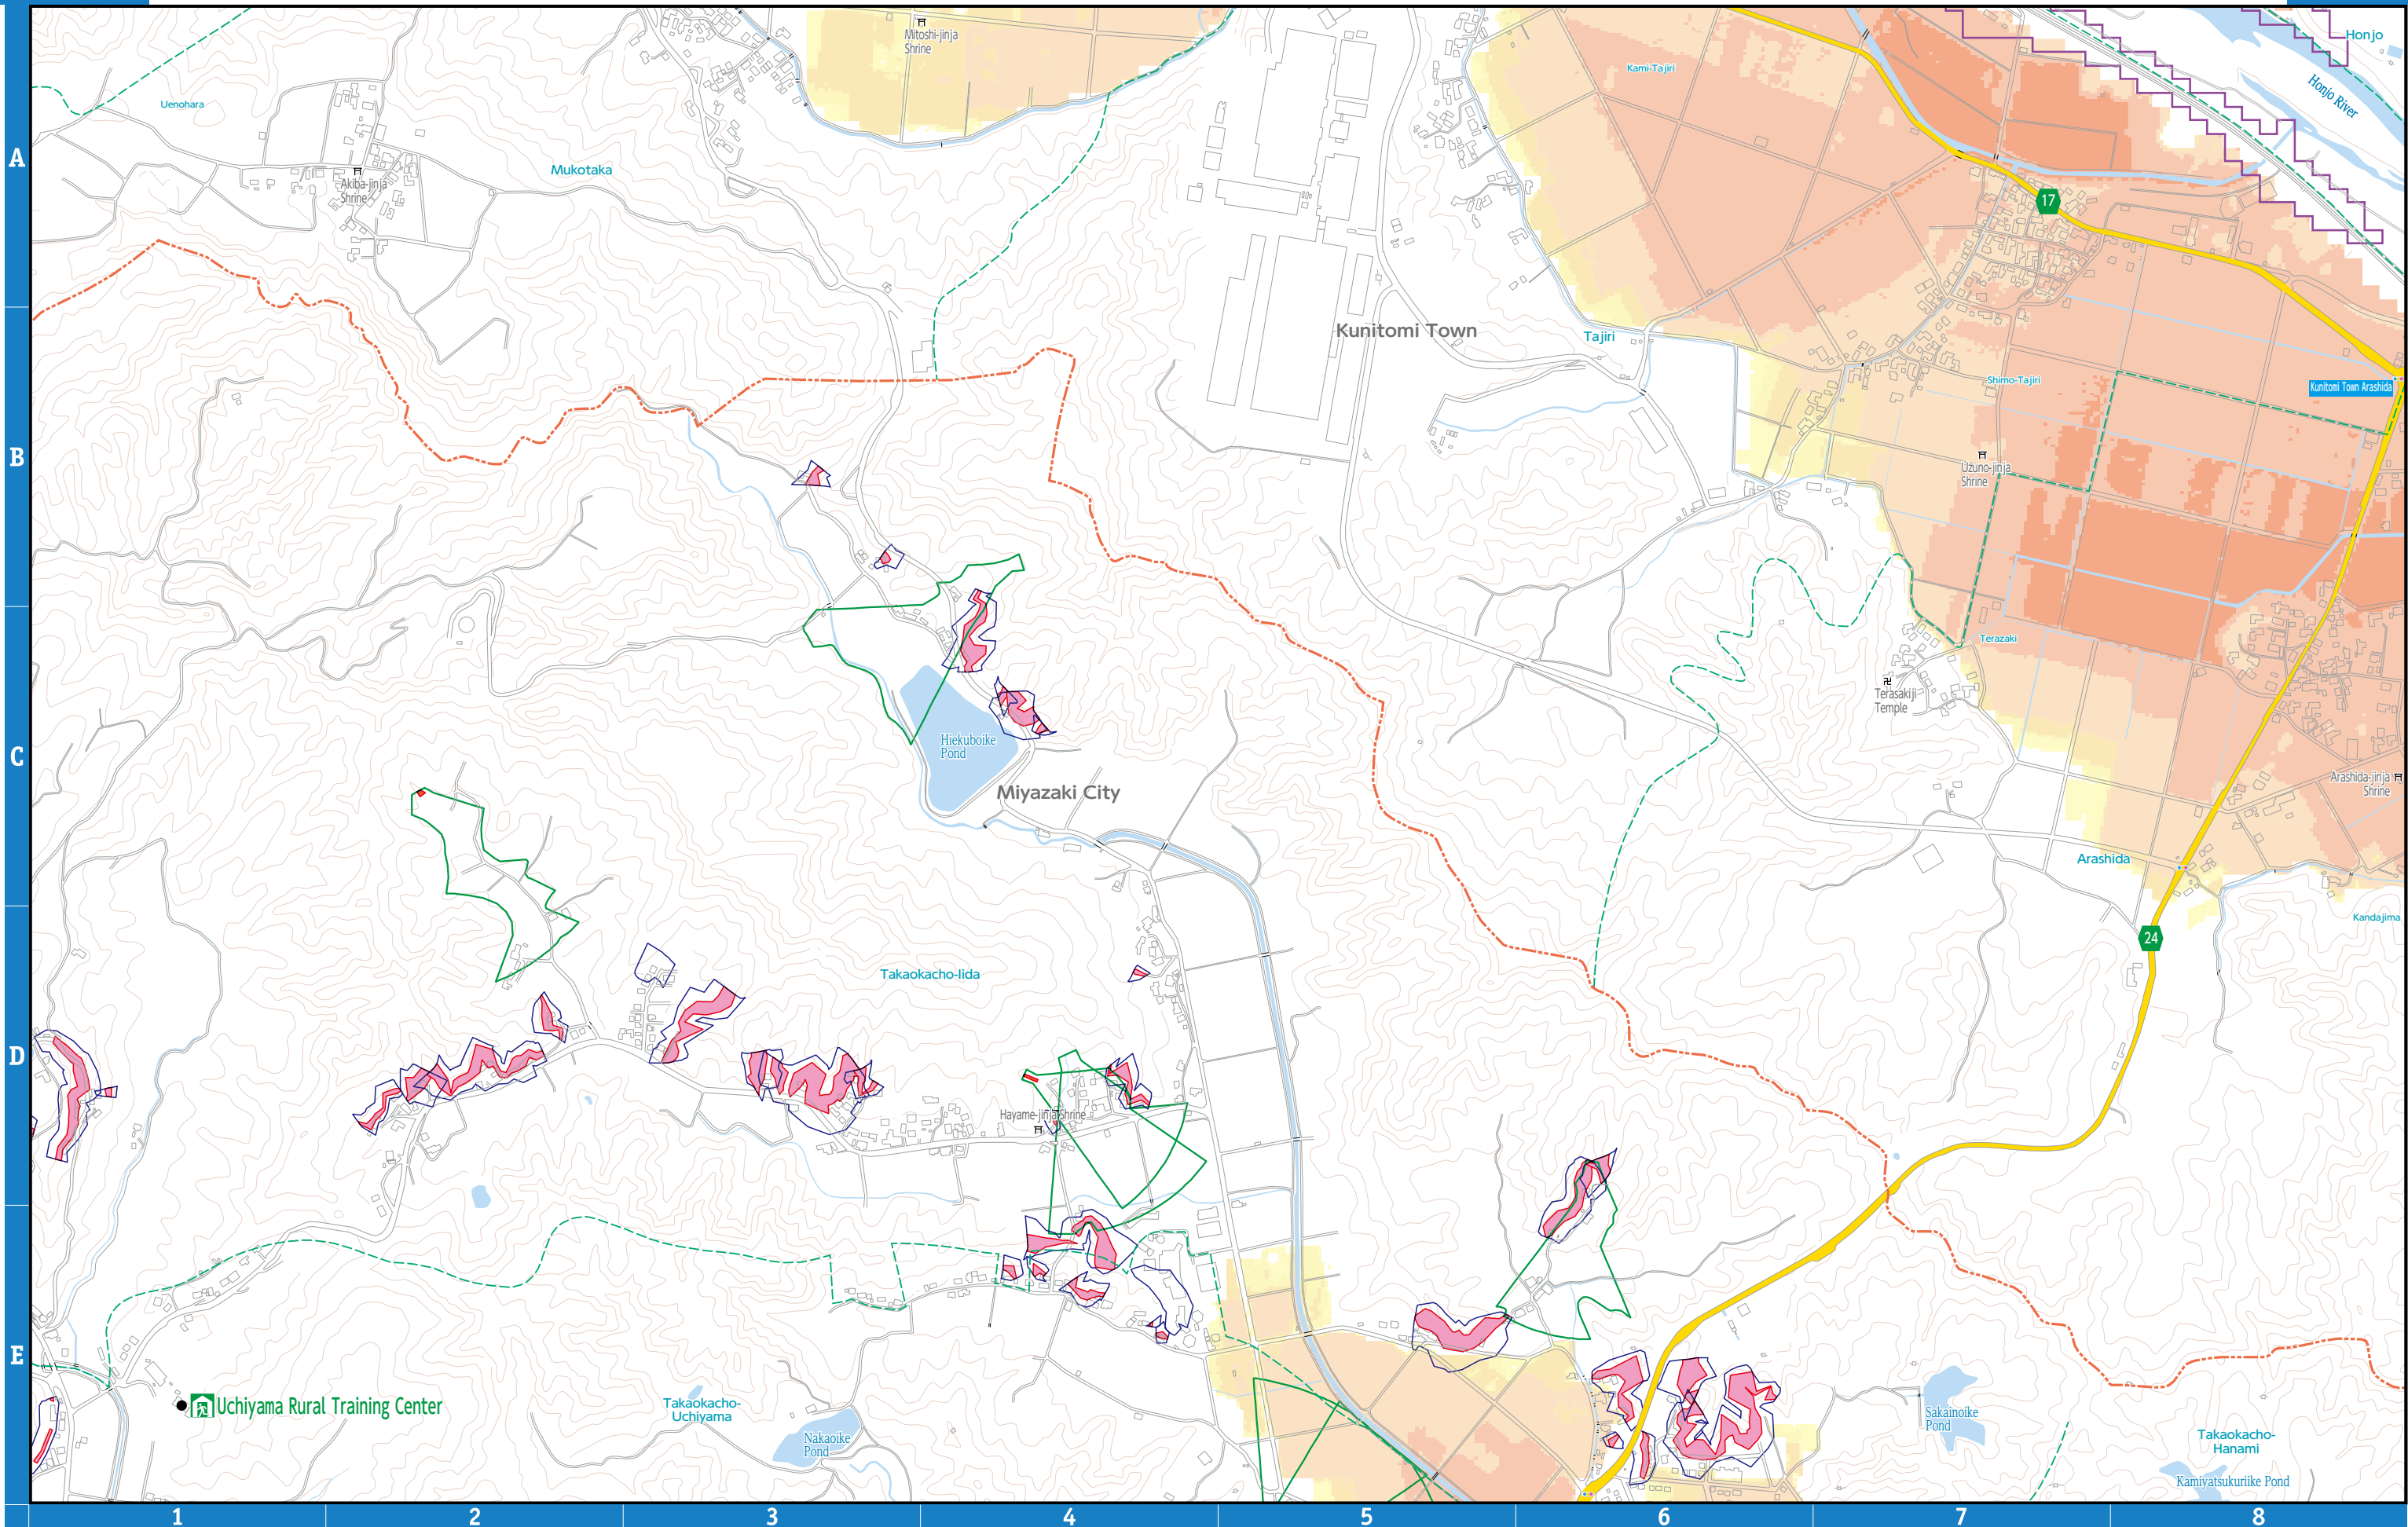 Mitoshi-jinja
Shrine
Honjo
Kami-Tajiri
Honjo River
Uenohara
A
Mukotaka
Akiba-jinja
Shrine
17
Kunitomi Town
Tajiri
Shimo-Tajiri
Kunitomi Town Arashida
B
Uzuno-jinja
Shrine
Terazaki
Terasakiji
Temple
C
Hiekuboike
Pond
Arashida-jinja
Shrine
Miyazaki City
Arashida
Kandajima
24
Takaokacho-Iida
D
Hayame-jinja Shrine
E
Uchiyama Rural Training Center
Takaokacho-
Uchiyama
Nakaoike
Pond
Sakainoike
Pond
Takaokacho-
Hanami
Kamiyatsukuriike Pond
1 2 3 4 5 6 7 8